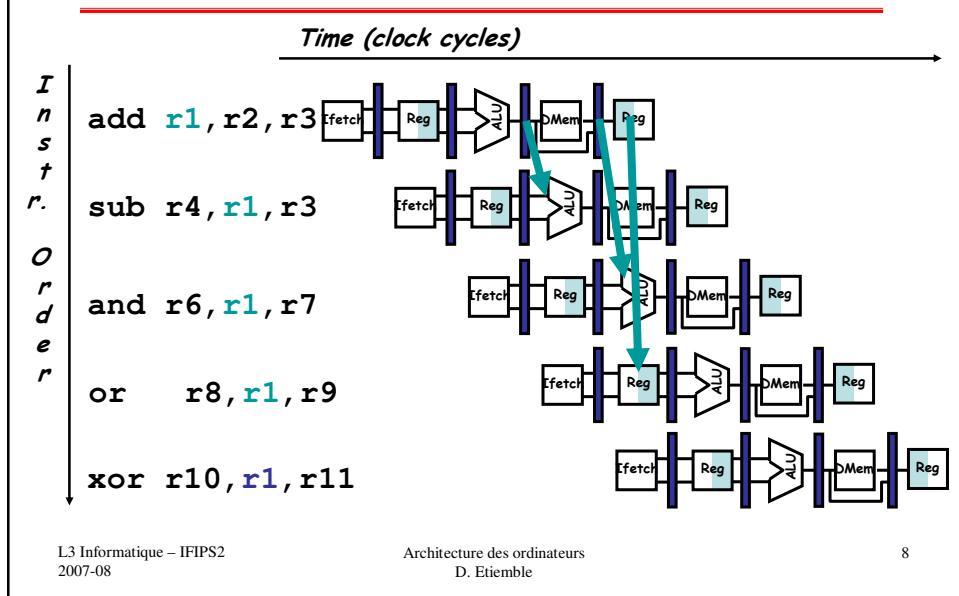 Time (clock cycles)
Instr. Order
add r1,r2,r3
Ifetch Reg ALU DMem Reg
sub r4,r1,r3
Ifetch Reg ALU DMem Reg
and r6,r1,r7
Ifetch Reg ALU DMem Reg
or r8,r1,r9
Ifetch Reg ALU DMem Reg
xor r10,r1,r11
Ifetch Reg ALU DMem Reg
L3 Informatique – IFIPS2
2007-08
Architecture des ordinateurs
D. Etiemble
8